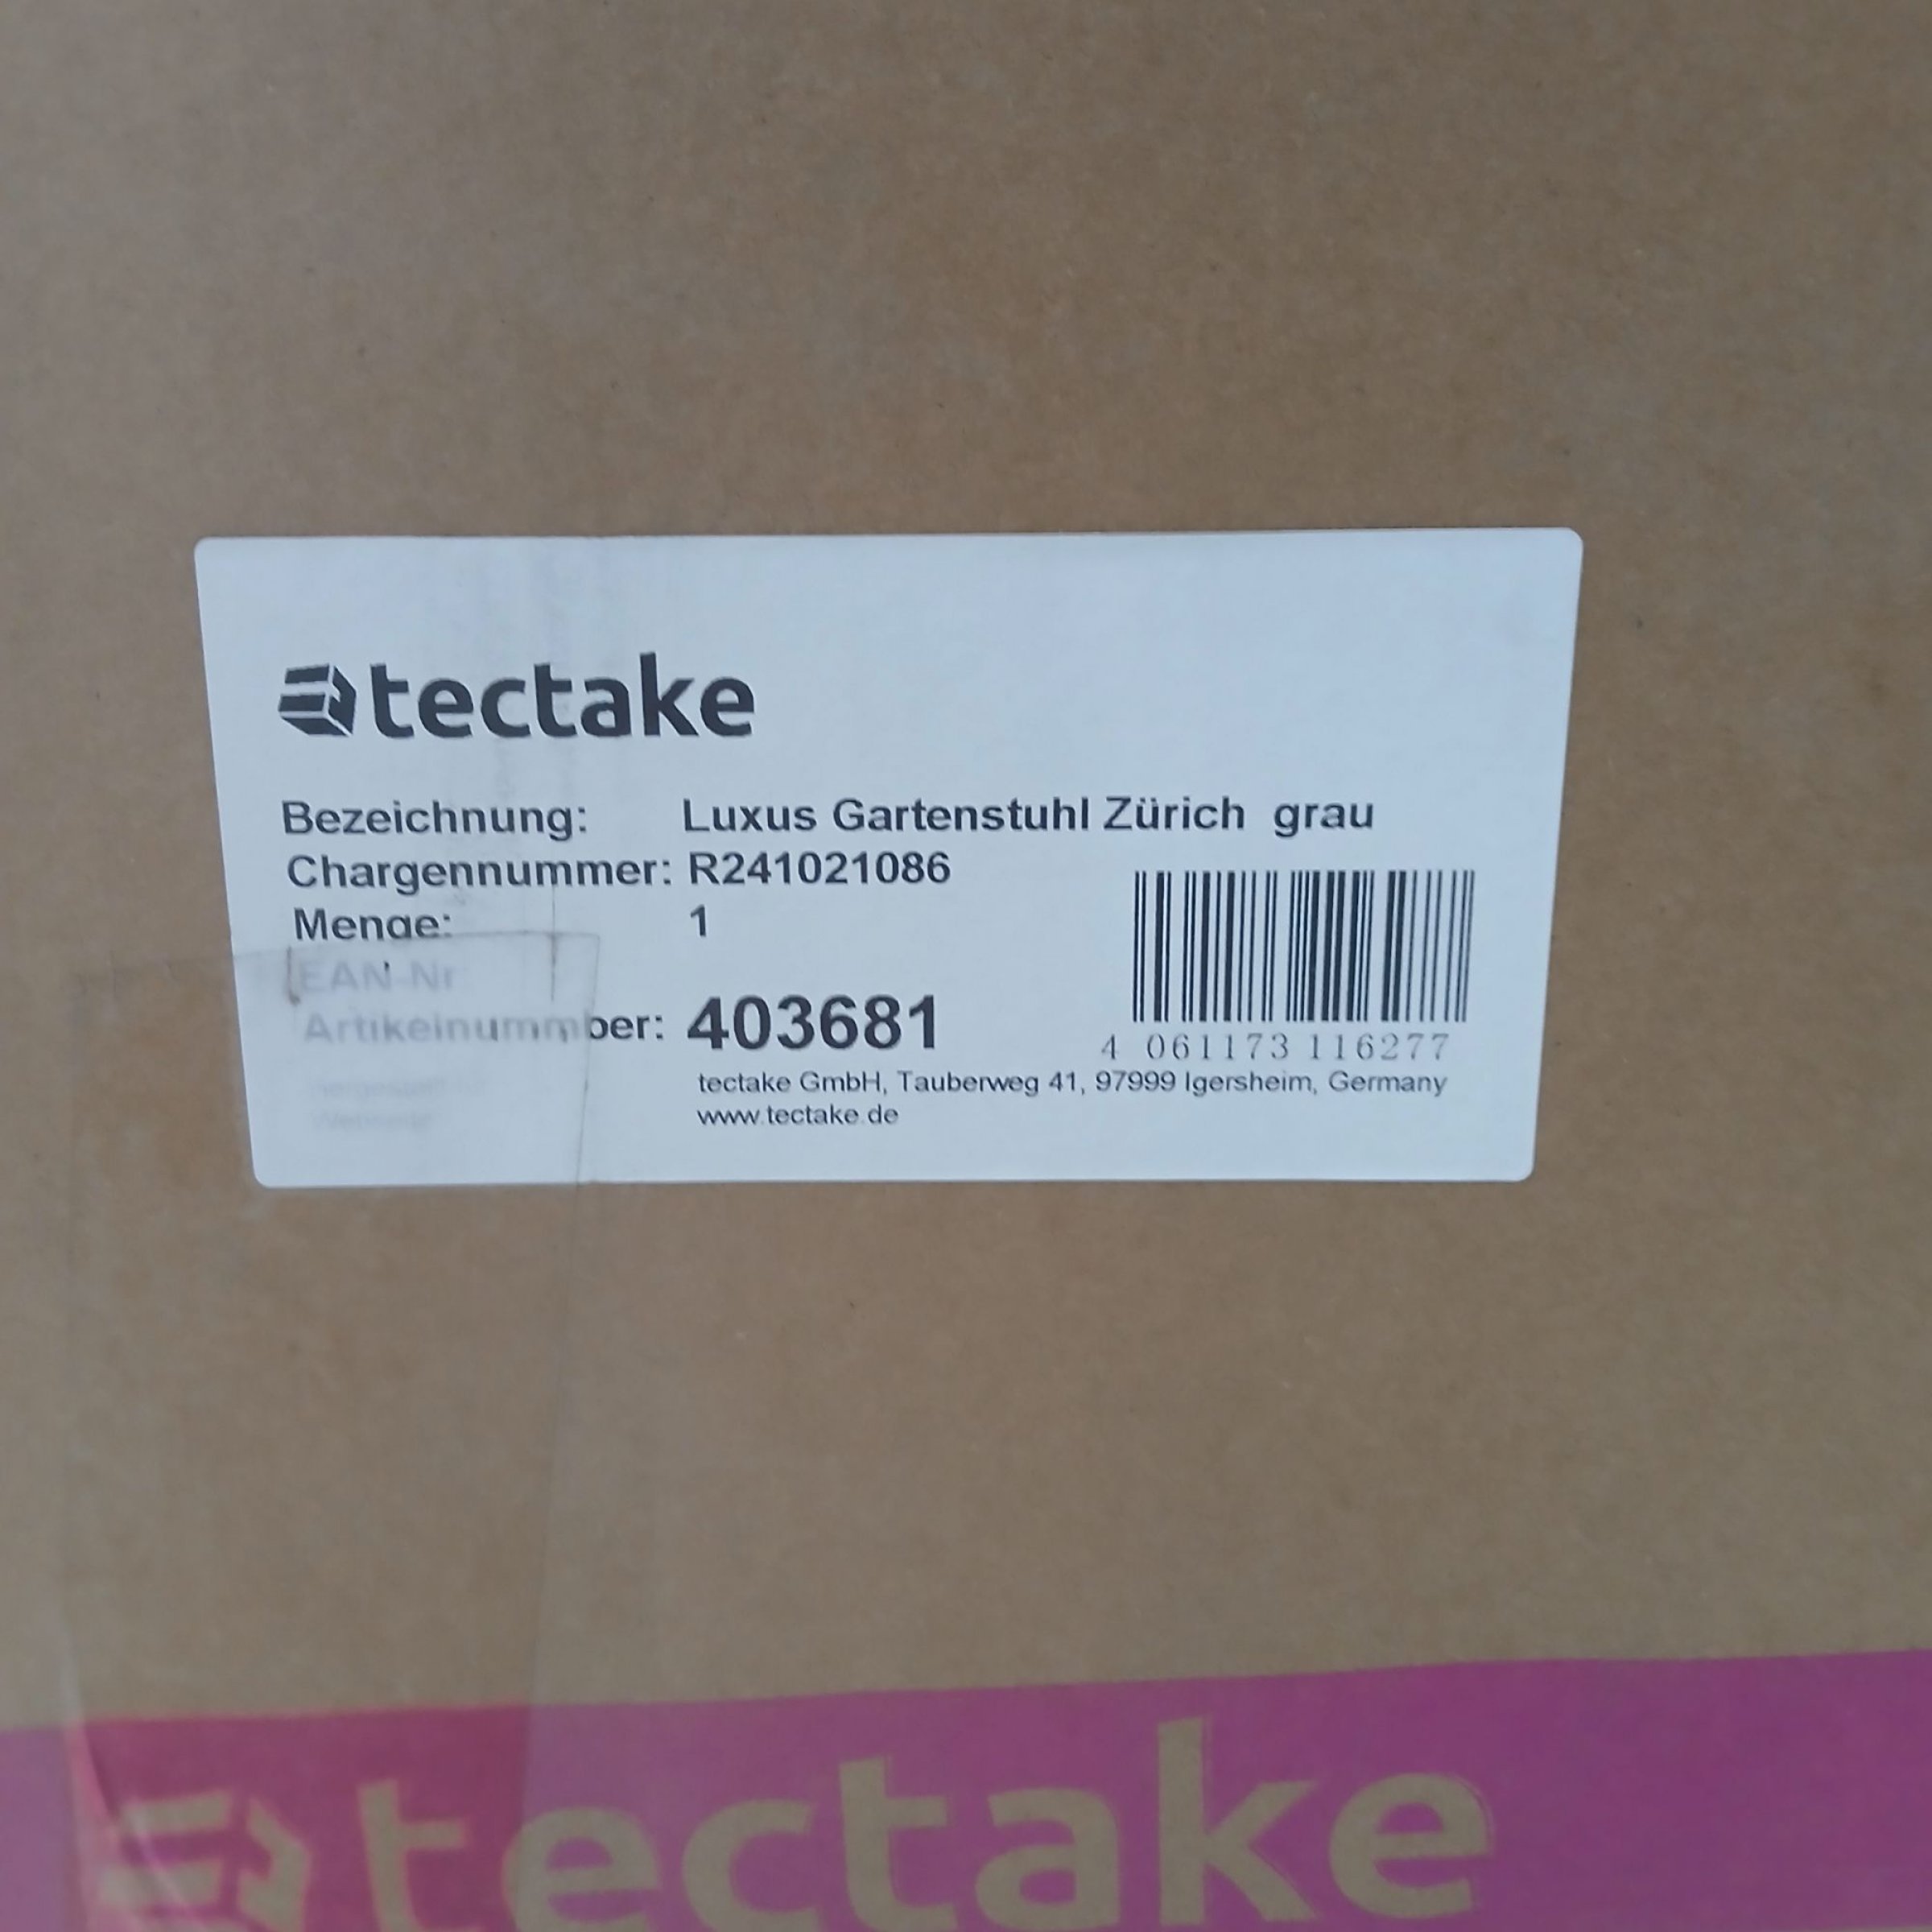 tectake
Bezeichnung: Luxus Gartenstuhl Zürich grau
Chargennummer: R241021086
Menge: 1
EAN-Nr
Artikelnummber: 403681
4 061173 116277
tectake GmbH, Tauberweg 41, 97999 Igersheim, Germany
www.tectake.de
tectake